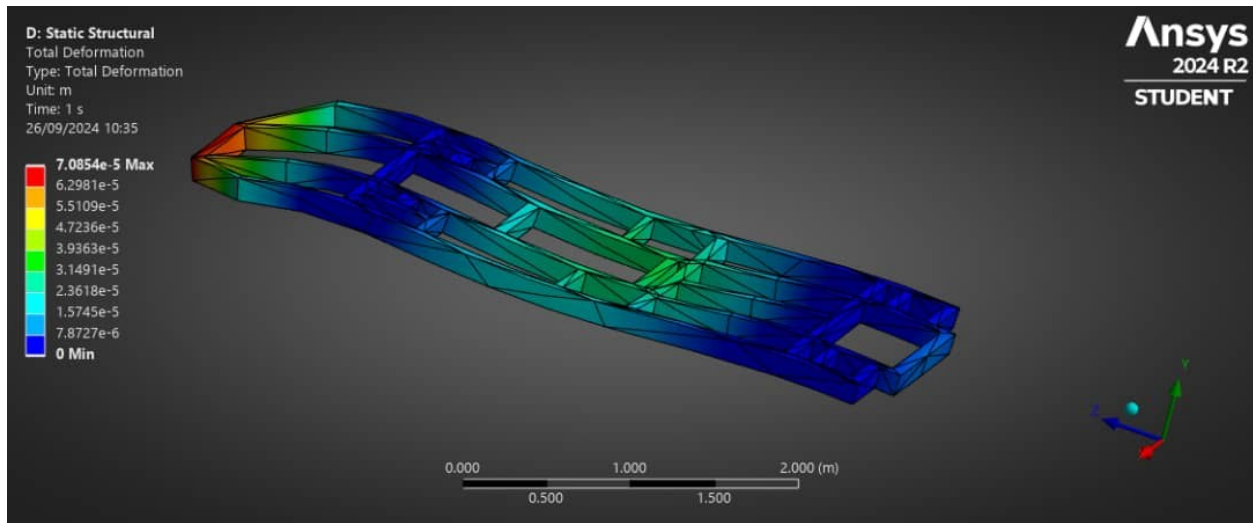 D: Static Structural
Total Deformation
Type: Total Deformation
Unit: m
Time: 1 s
26/09/2024 10:35
7.0854e-5 Max
6.2981e-5
5.5109e-5
4.7236e-5
3.9363e-5
3.1491e-5
2.3618e-5
1.5745e-5
7.8727e-6
0 Min
Ansys
2024 R2
STUDENT
Y
Z
0.000 1.000 2.000 (m)
0.500 1.500